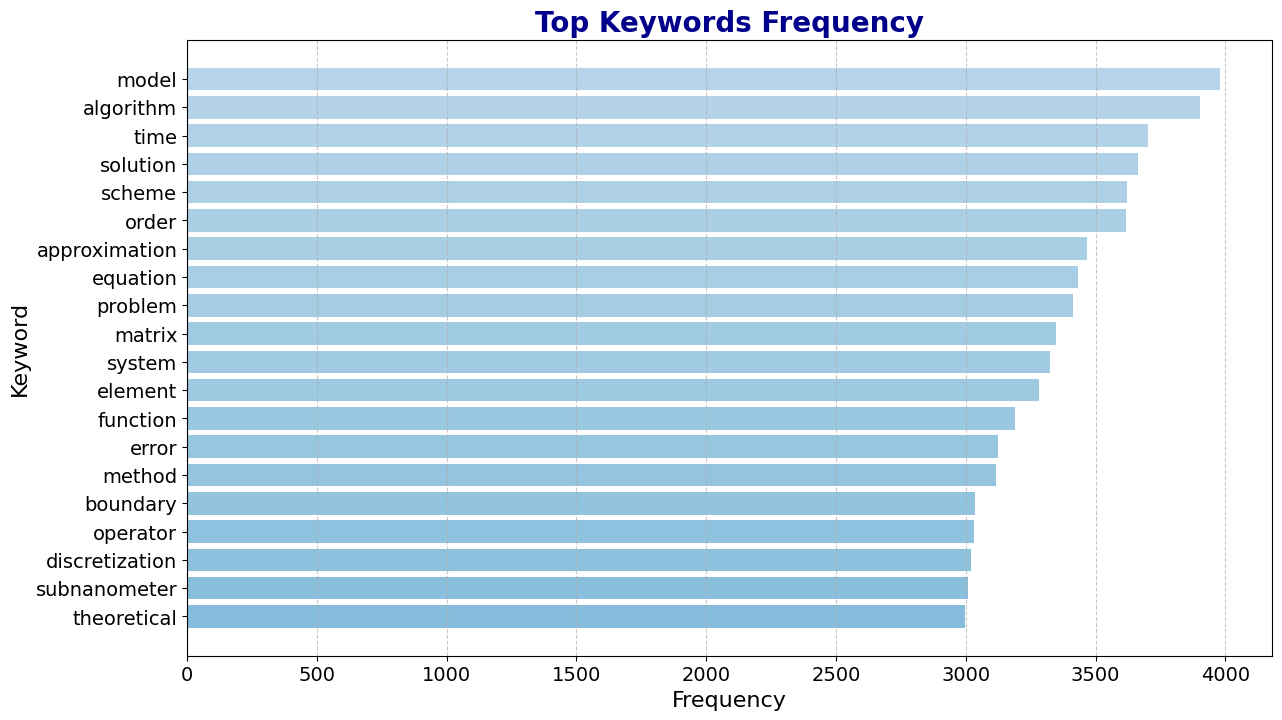 Top Keywords Frequency
Keyword
model
algorithm
time
solution
scheme
order
approximation
equation
problem
matrix
system
element
function
error
method
boundary
operator
discretization
subnanometer
theoretical
0 500 1000 1500 2000 2500 3000 3500 4000
Frequency